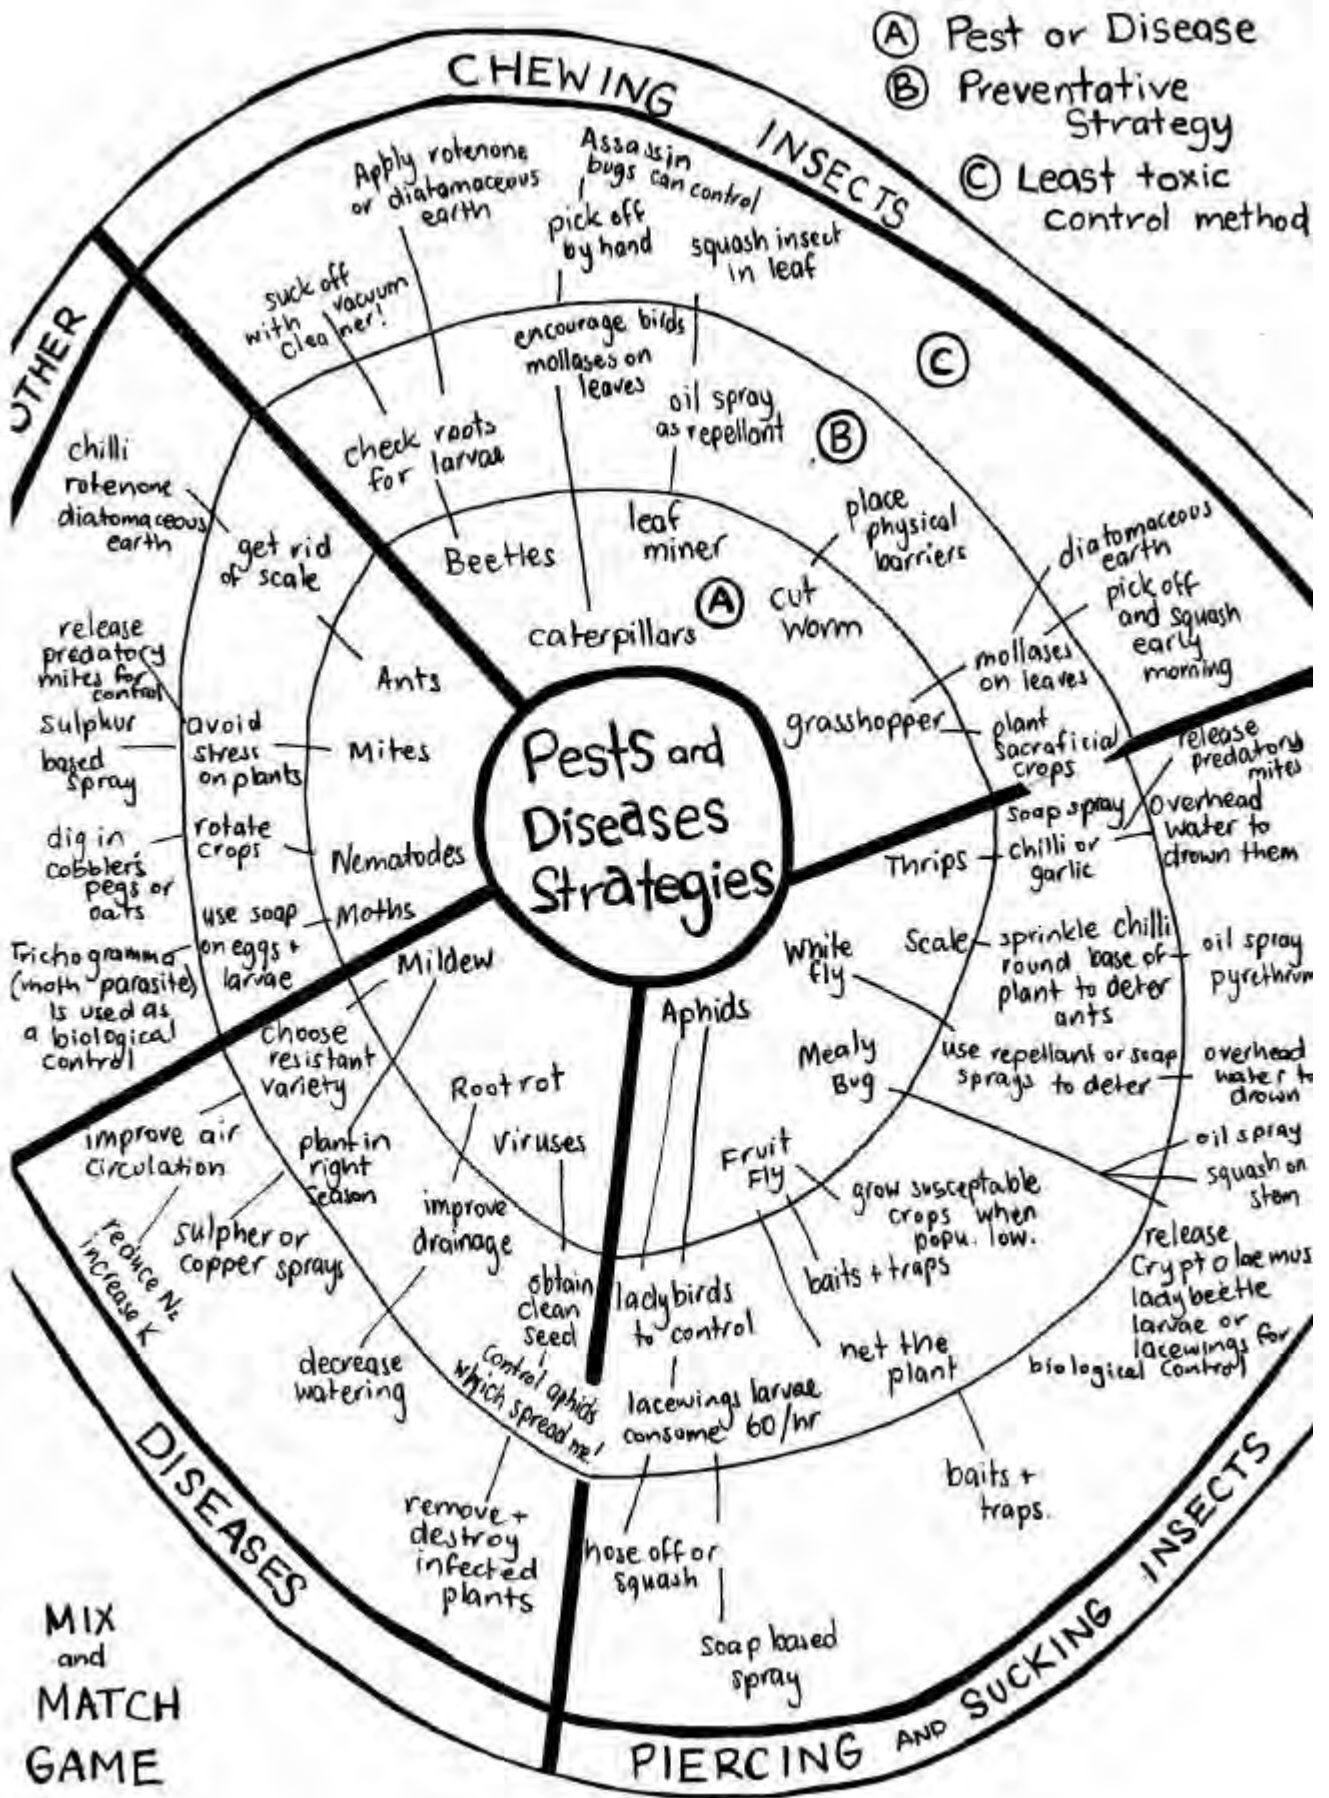 Ⓐ Pest or Disease
Ⓑ Preventative
Strategy
Ⓒ Least toxic
control method
CHEWING INSECTS
Apply rotenone
or diatomaceous
earth
Assassin
bugs can control
pick off
by hand
squash insect
in leaf
suck off
with vacuum
cleaner!
encourage birds
mollases on
leaves
oil spray
as repellant
check roots
for larvae
Ⓒ
Ⓑ
place
physical
barriers
diatomaceous
earth
pick off
and squash
early
morning
leaf
miner
Beetles
Ⓐ
cut
worm
caterpillars
mollases
on leaves
grasshopper
plant
sacraficial
crops
OTHER
chilli
rotenone
diatomaceous
earth
get rid
of scale
Ants
release
predatory
mites for
control
sulphur
based
spray
avoid
stress
on plants
Mites
dig in
cobbler's
pegs or
oats
rotate
crops
Nematodes
use soap
on eggs +
larvae
Moths
Trichogramma
(moth parasite)
is used as
a biological
control
Pests and
Diseases
Strategies
release
predatory
mites
soap spray
chilli or
garlic
Overhead
water to
drown them
Thrips
Scale
sprinkle chilli
round base of
plant to deter
ants
oil spray
pyrethrum
White
fly
use repellant or soap
sprays to deter
overhead
water to
drown
Mealy
Bug
oil spray
squash on
stem
release
Cryptolaemus
ladybeetle
larvae or
lacewings for
biological control
Fruit
Fly
grow susceptable
crops when
popu. low.
baits + traps
net the
plant
baits +
traps.
Aphids
ladybirds
to control
lacewings larvae
consume 60/hr
hose off or
squash
soap based
spray
PIERCING AND SUCKING INSECTS
Mildew
choose
resistant
variety
improve air
circulation
plant in
right
season
reduce N₂
increase K
sulpher or
copper sprays
Root rot
improve
drainage
decrease
watering
Viruses
obtain
clean
seed
control aphids
which spread me!
remove +
destroy
infected
plants
DISEASES
MIX
and
MATCH
GAME